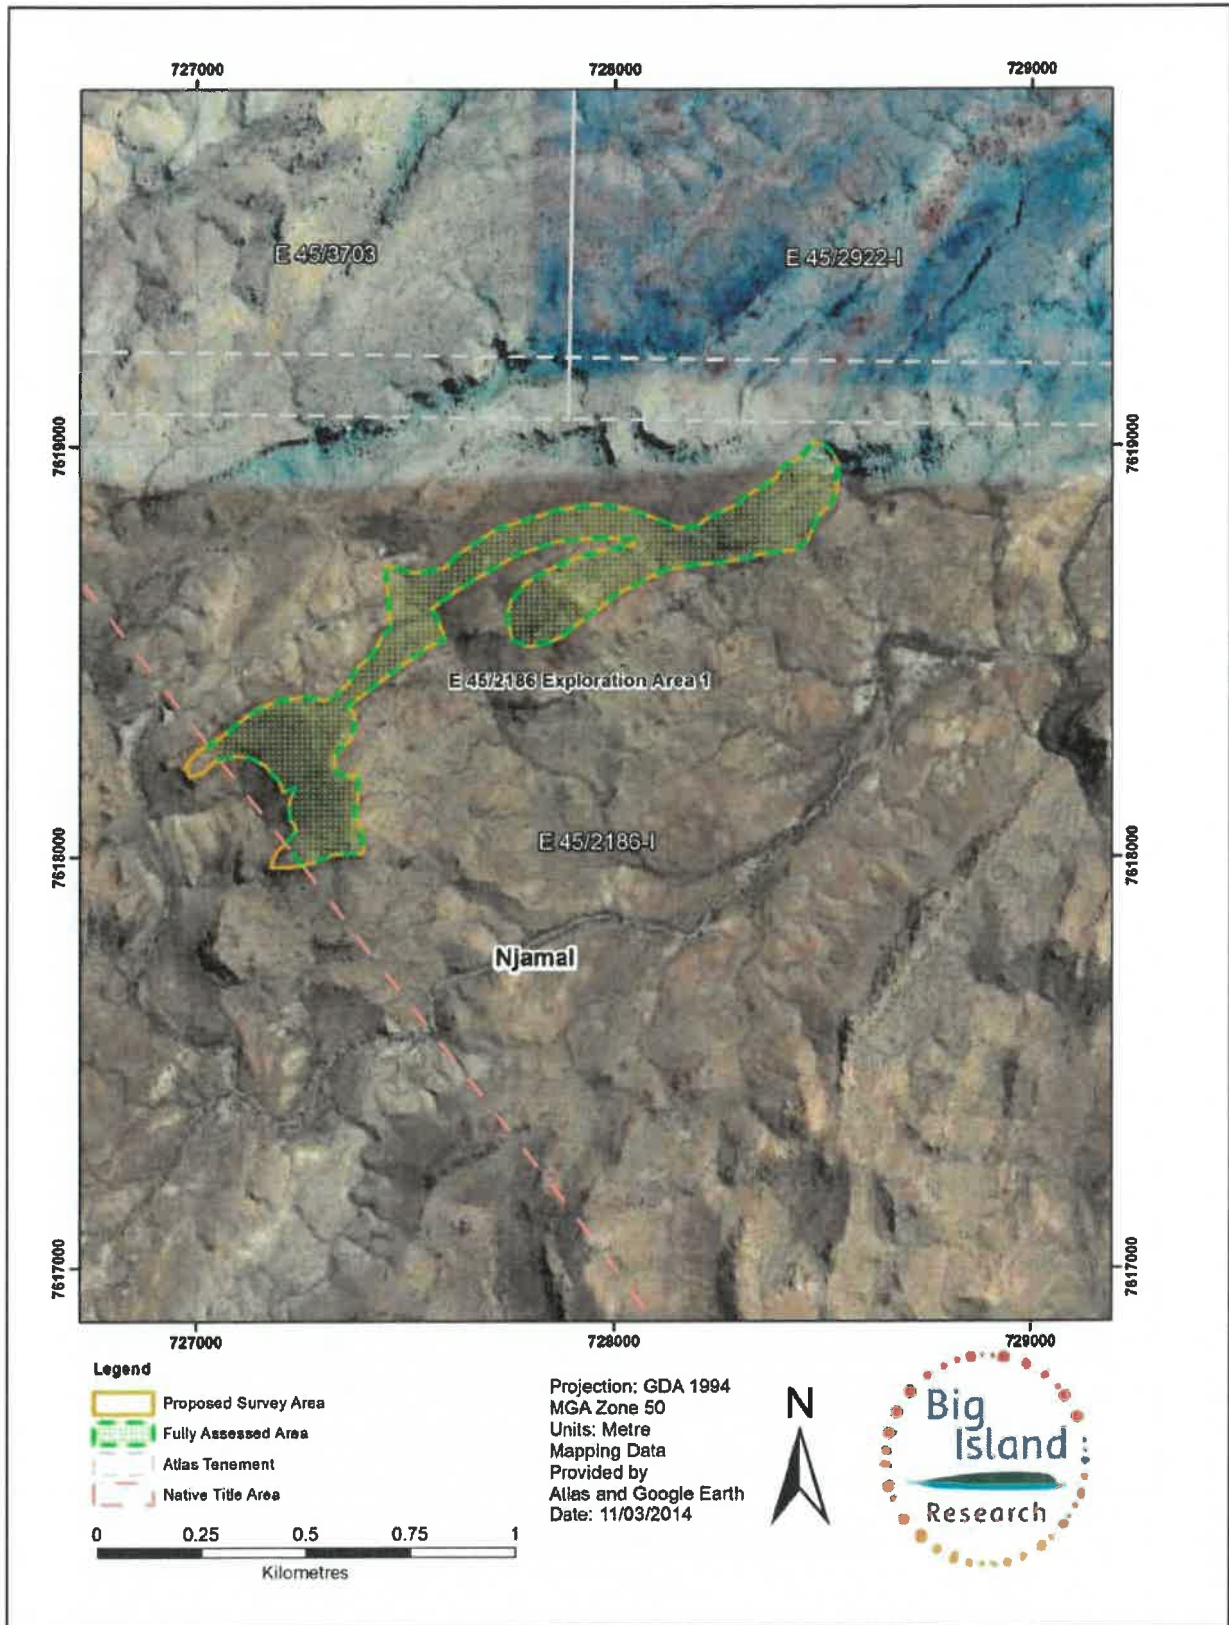 727000 728000 729000
E 45/3703
E 45/2922-I
7619000
7619000
E 45/2186 Exploration Area 1
E 45/2186-I
7618000
7618000
Njamal
7617000
7617000
727000 728000 729000
Legend
Proposed Survey Area
Fully Assessed Area
Atlas Tenement
Native Title Area
0 0.25 0.5 0.75 1
Kilometres
Projection: GDA 1994
MGA Zone 50
Units: Metre
Mapping Data
Provided by
Atlas and Google Earth
Date: 11/03/2014
N
Big
Island
Research